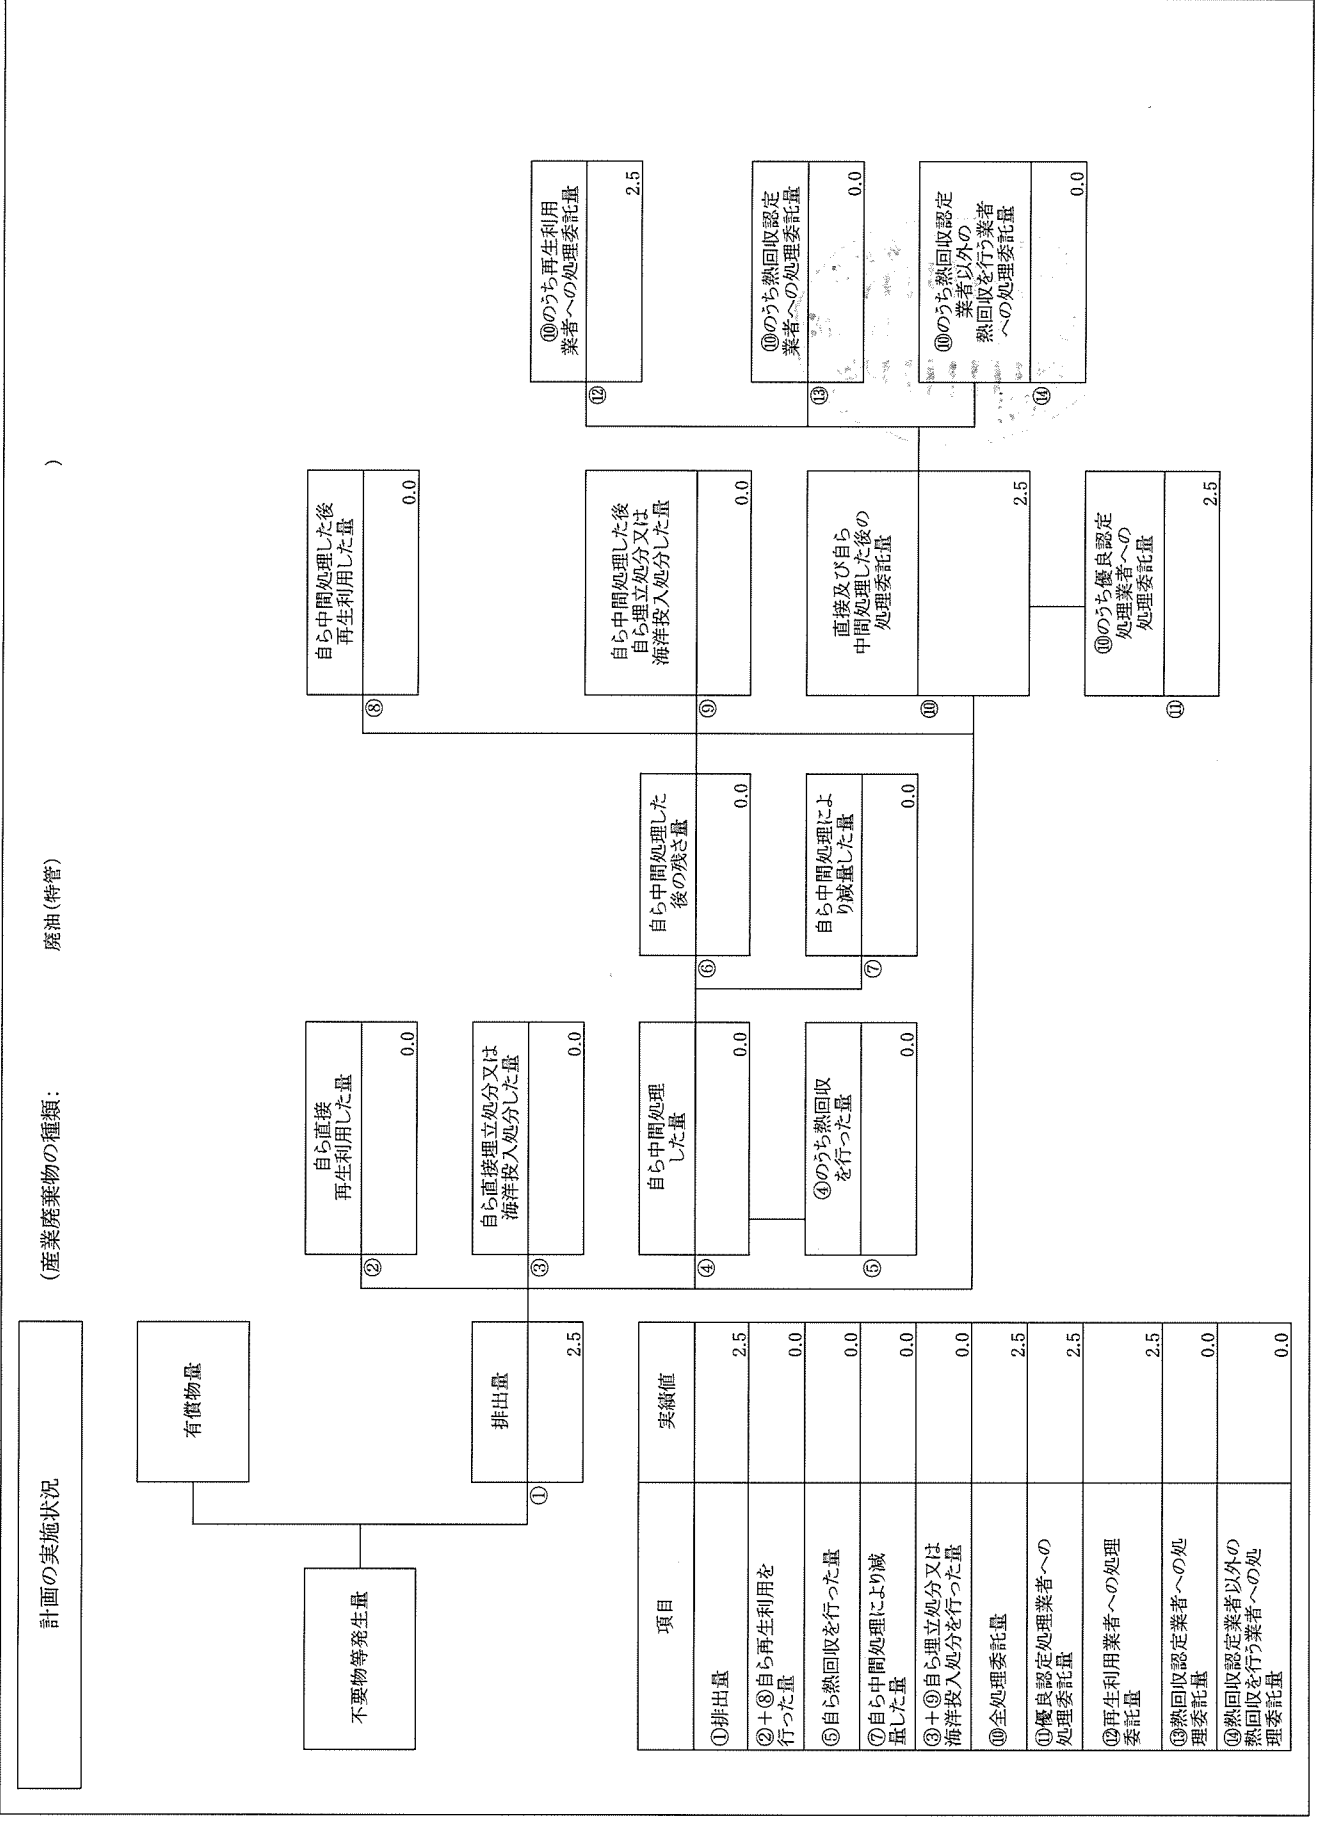 計画の実施状況
(産業廃棄物の種類: 廃油(特管) )
有償物量
不要物等発生量
排出量
①
2.5
自ら直接
再生利用した量
②
0.0
自ら直接埋立処分又は
海洋投入処分した量
③
0.0
自ら中間処理
した量
④
0.0
④のうち熱回収
を行った量
⑤
0.0
自ら中間処理した
後の残さ量
⑥
0.0
自ら中間処理によ
り減量した量
⑦
0.0
自ら中間処理した後
再生利用した量
⑧
0.0
自ら中間処理した後
自ら埋立処分又は
海洋投入処分した量
⑨
0.0
直接及び自ら
中間処理した後の
処理委託量
⑩
2.5
⑩のうち優良認定
処理業者への
処理委託量
⑪
2.5
⑩のうち再生利用
業者への処理委託量
⑫
2.5
⑩のうち熱回収認定
業者への処理委託量
⑬
0.0
⑩のうち熱回収認定
業者以外の
熱回収を行う業者
への処理委託量
⑭
0.0
項目 実績値
①排出量 2.5
②+⑧自ら再生利用を
行った量 0.0
⑤自ら熱回収を行った量 0.0
⑦自ら中間処理により減
量した量 0.0
③+⑨自ら埋立処分又は
海洋投入処分を行った量 0.0
⑩全処理委託量 2.5
⑪優良認定処理業者への
処理委託量 2.5
⑫再生利用業者への処理
委託量 2.5
⑬熱回収認定業者への処
理委託量 0.0
⑭熱回収認定業者以外の
熱回収を行う業者への処
理委託量 0.0